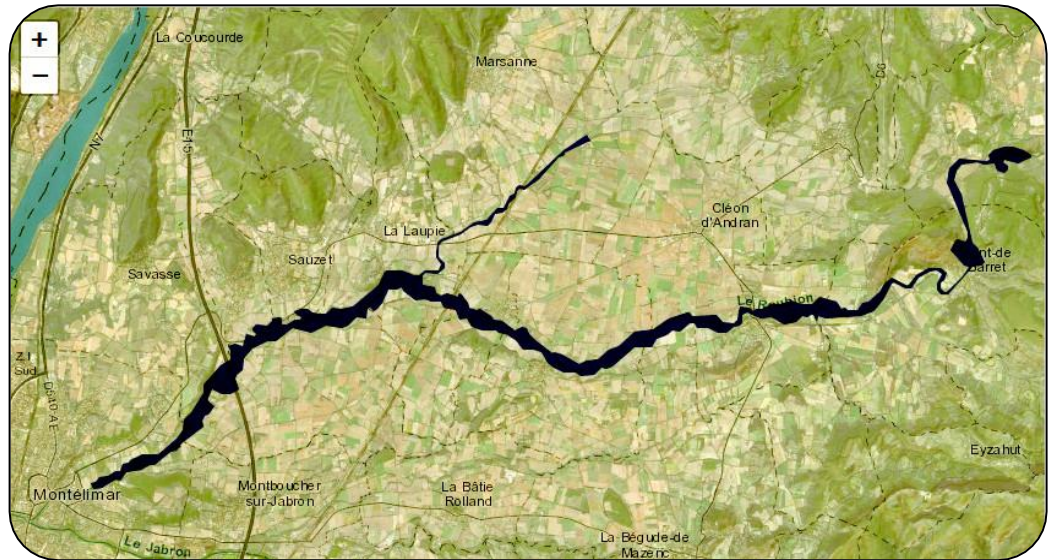 +
−
La Coucourde
Marsanne
N7
E15
Cléon
d'Andran
La Laupie
Sauzet
Savasse
Le Roubion
Z.I.
Sud
Eyzahut
Montélimar
Montboucher
sur-Jabron
La Bâtie
Rolland
La Bégude-de
Mazenc
Le Jabron